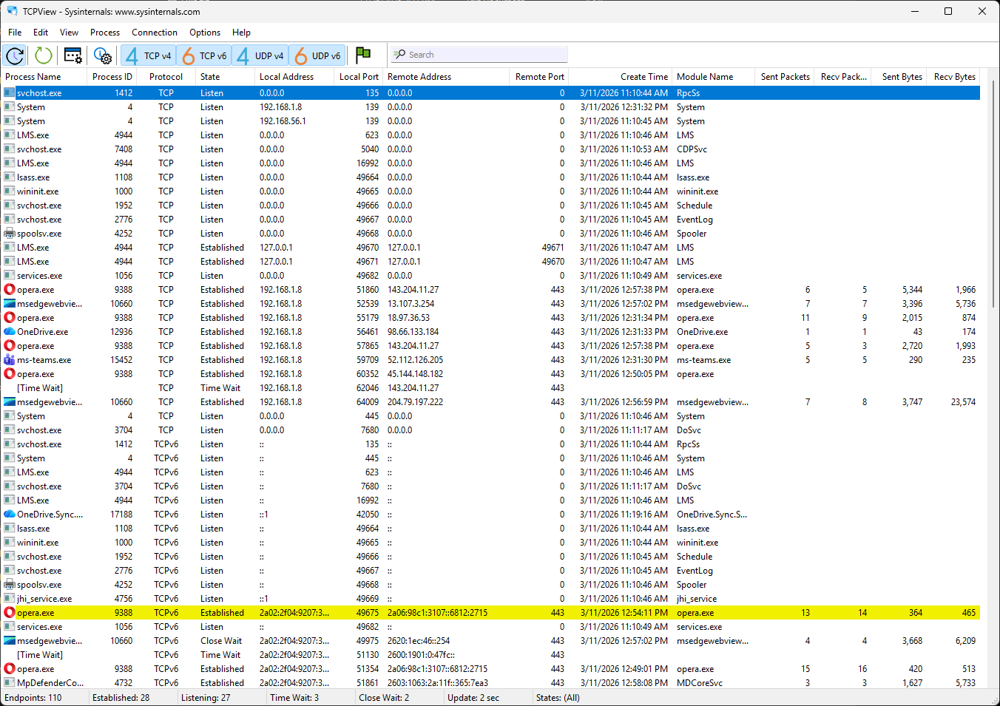 TCPView - Sysinternals: www.sysinternals.com
File Edit View Process Connection Options Help
4 TCP v4 6 TCP v6 4 UDP v4 6 UDP v6 Search
Process Name Process ID Protocol State Local Address Local Port Remote Address Remote Port Create Time Module Name Sent Packets Recv Pack... Sent Bytes Recv Bytes
svchost.exe 1412 TCP Listen 0.0.0.0 135 0.0.0.0 0 3/11/2026 11:10:44 AM RpcSs
System 4 TCP Listen 192.168.1.8 139 0.0.0.0 0 3/11/2026 12:31:32 PM System
System 4 TCP Listen 192.168.56.1 139 0.0.0.0 0 3/11/2026 11:10:45 AM System
LMS.exe 4944 TCP Listen 0.0.0.0 623 0.0.0.0 0 3/11/2026 11:10:46 AM LMS
svchost.exe 7408 TCP Listen 0.0.0.0 5040 0.0.0.0 0 3/11/2026 11:10:53 AM CDPSvc
LMS.exe 4944 TCP Listen 0.0.0.0 16992 0.0.0.0 0 3/11/2026 11:10:46 AM LMS
lsass.exe 1108 TCP Listen 0.0.0.0 49664 0.0.0.0 0 3/11/2026 11:10:44 AM lsass.exe
wininit.exe 1000 TCP Listen 0.0.0.0 49665 0.0.0.0 0 3/11/2026 11:10:44 AM wininit.exe
svchost.exe 1952 TCP Listen 0.0.0.0 49666 0.0.0.0 0 3/11/2026 11:10:45 AM Schedule
svchost.exe 2776 TCP Listen 0.0.0.0 49667 0.0.0.0 0 3/11/2026 11:10:45 AM EventLog
spoolsv.exe 4252 TCP Listen 0.0.0.0 49668 0.0.0.0 0 3/11/2026 11:10:46 AM Spooler
LMS.exe 4944 TCP Established 127.0.0.1 49670 127.0.0.1 49671 3/11/2026 11:10:47 AM LMS
LMS.exe 4944 TCP Established 127.0.0.1 49671 127.0.0.1 49670 3/11/2026 11:10:47 AM LMS
services.exe 1056 TCP Listen 0.0.0.0 49682 0.0.0.0 0 3/11/2026 11:10:49 AM services.exe
opera.exe 9388 TCP Established 192.168.1.8 51860 143.204.11.27 443 3/11/2026 12:57:38 PM opera.exe 6 5 5,344 1,966
msedgewebvie... 10660 TCP Established 192.168.1.8 52539 13.107.3.254 443 3/11/2026 12:57:02 PM msedgewebview... 7 7 3,396 5,736
opera.exe 9388 TCP Established 192.168.1.8 55179 18.97.36.53 443 3/11/2026 12:31:34 PM opera.exe 11 9 2,015 874
OneDrive.exe 12936 TCP Established 192.168.1.8 56461 98.66.133.184 443 3/11/2026 12:31:33 PM OneDrive.exe 1 1 43 174
opera.exe 9388 TCP Established 192.168.1.8 57865 143.204.11.27 443 3/11/2026 12:57:38 PM opera.exe 5 3 2,720 1,993
ms-teams.exe 15452 TCP Established 192.168.1.8 59709 52.112.126.205 443 3/11/2026 12:31:30 PM ms-teams.exe 5 5 290 235
opera.exe 9388 TCP Established 192.168.1.8 60352 45.144.148.182 443 3/11/2026 12:50:05 PM opera.exe
[Time Wait] TCP Time Wait 192.168.1.8 62046 143.204.11.27 443
msedgewebvie... 10660 TCP Established 192.168.1.8 64009 204.79.197.222 443 3/11/2026 12:56:59 PM msedgewebview... 7 8 3,747 23,574
System 4 TCP Listen 0.0.0.0 445 0.0.0.0 0 3/11/2026 11:10:46 AM System
svchost.exe 3704 TCP Listen 0.0.0.0 7680 0.0.0.0 0 3/11/2026 11:11:17 AM DoSvc
svchost.exe 1412 TCPv6 Listen :: 135 :: 0 3/11/2026 11:10:44 AM RpcSs
System 4 TCPv6 Listen :: 445 :: 0 3/11/2026 11:10:46 AM System
LMS.exe 4944 TCPv6 Listen :: 623 :: 0 3/11/2026 11:10:46 AM LMS
svchost.exe 3704 TCPv6 Listen :: 7680 :: 0 3/11/2026 11:11:17 AM DoSvc
LMS.exe 4944 TCPv6 Listen :: 16992 :: 0 3/11/2026 11:10:46 AM LMS
OneDrive.Sync.... 17188 TCPv6 Listen ::1 42050 :: 0 3/11/2026 11:19:16 AM OneDrive.Sync.S...
lsass.exe 1108 TCPv6 Listen :: 49664 :: 0 3/11/2026 11:10:44 AM lsass.exe
wininit.exe 1000 TCPv6 Listen :: 49665 :: 0 3/11/2026 11:10:44 AM wininit.exe
svchost.exe 1952 TCPv6 Listen :: 49666 :: 0 3/11/2026 11:10:45 AM Schedule
svchost.exe 2776 TCPv6 Listen :: 49667 :: 0 3/11/2026 11:10:45 AM EventLog
spoolsv.exe 4252 TCPv6 Listen :: 49668 :: 0 3/11/2026 11:10:46 AM Spooler
jhi_service.exe 4756 TCPv6 Listen ::1 49669 :: 0 3/11/2026 11:10:46 AM jhi_service
opera.exe 9388 TCPv6 Established 2a02:2f04:9207:3... 49675 2a06:98c1:3107::6812:2715 443 3/11/2026 12:54:11 PM opera.exe 13 14 364 465
services.exe 1056 TCPv6 Listen :: 49682 :: 0 3/11/2026 11:10:49 AM services.exe
msedgewebvie... 10660 TCPv6 Close Wait 2a02:2f04:9207:3... 49975 2620:1ec:46::254 443 3/11/2026 12:57:02 PM msedgewebview... 4 4 3,668 6,209
[Time Wait] TCPv6 Time Wait 2a02:2f04:9207:3... 51130 2600:1901:0:47fc:: 443
opera.exe 9388 TCPv6 Established 2a02:2f04:9207:3... 51354 2a06:98c1:3107::6812:2715 443 3/11/2026 12:49:01 PM opera.exe 15 16 420 513
MpDefenderCo... 4732 TCPv6 Established 2a02:2f04:9207:3... 51861 2603:1063:2a:11f::365:7ea3 443 3/11/2026 12:58:08 PM MDCoreSvc 3 3 1,627 5,733
Endpoints: 110 Established: 28 Listening: 27 Time Wait: 3 Close Wait: 2 Update: 2 sec States: (All)